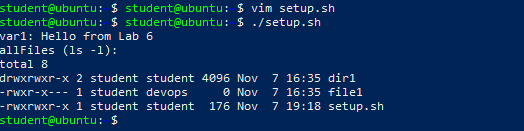 student@ubuntu: $ student@ubuntu: $ vim setup.sh
student@ubuntu: $ ./setup.sh
var1: Hello from Lab 6
allFiles (ls -l):
total 8
drwxrwxr-x 2 student student 4096 Nov  7 16:35 dir1
-rwxr-x--- 1 student devops     0 Nov  7 16:35 file1
-rwxrwxr-x 1 student student  176 Nov  7 19:18 setup.sh
student@ubuntu: $